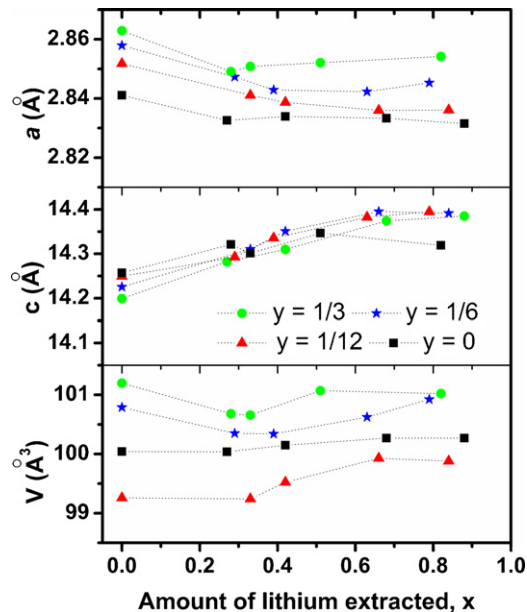 2.86
2.84
2.82
a (Å)
14.4
14.3
14.2
14.1
c (Å)
y = 1/3 y = 1/6
y = 1/12 y = 0
101
100
99
V (Å³)
0.0 0.2 0.4 0.6 0.8 1.0
Amount of lithium extracted, x